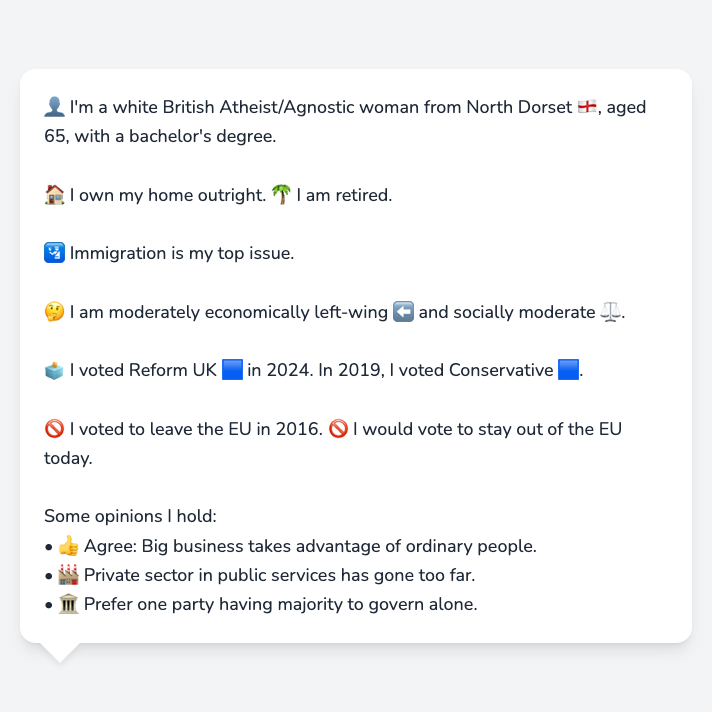 👤 I'm a white British Atheist/Agnostic woman from North Dorset 🏴󠁧󠁢󠁥󠁮󠁧󠁿, aged
65, with a bachelor's degree.
🏠 I own my home outright. 🌴 I am retired.
🛂 Immigration is my top issue.
🤔 I am moderately economically left-wing ⬅️ and socially moderate ⚖️.
🗳️ I voted Reform UK 🟦 in 2024. In 2019, I voted Conservative 🟦.
🚫 I voted to leave the EU in 2016. 🚫 I would vote to stay out of the EU
today.
Some opinions I hold:
• 👍 Agree: Big business takes advantage of ordinary people.
• 🏭 Private sector in public services has gone too far.
• 🏛️ Prefer one party having majority to govern alone.